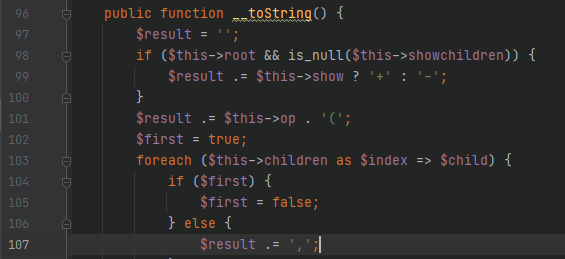 96 public function __toString() {
97 $result = '';
98 if ($this->root && is_null($this->showchildren)) {
99 $result .= $this->show ? '+' : '-';
100 }
101 $result .= $this->op . '(';
102 $first = true;
103 foreach ($this->children as $index => $child) {
104 if ($first) {
105 $first = false;
106 } else {
107 $result .= ',';